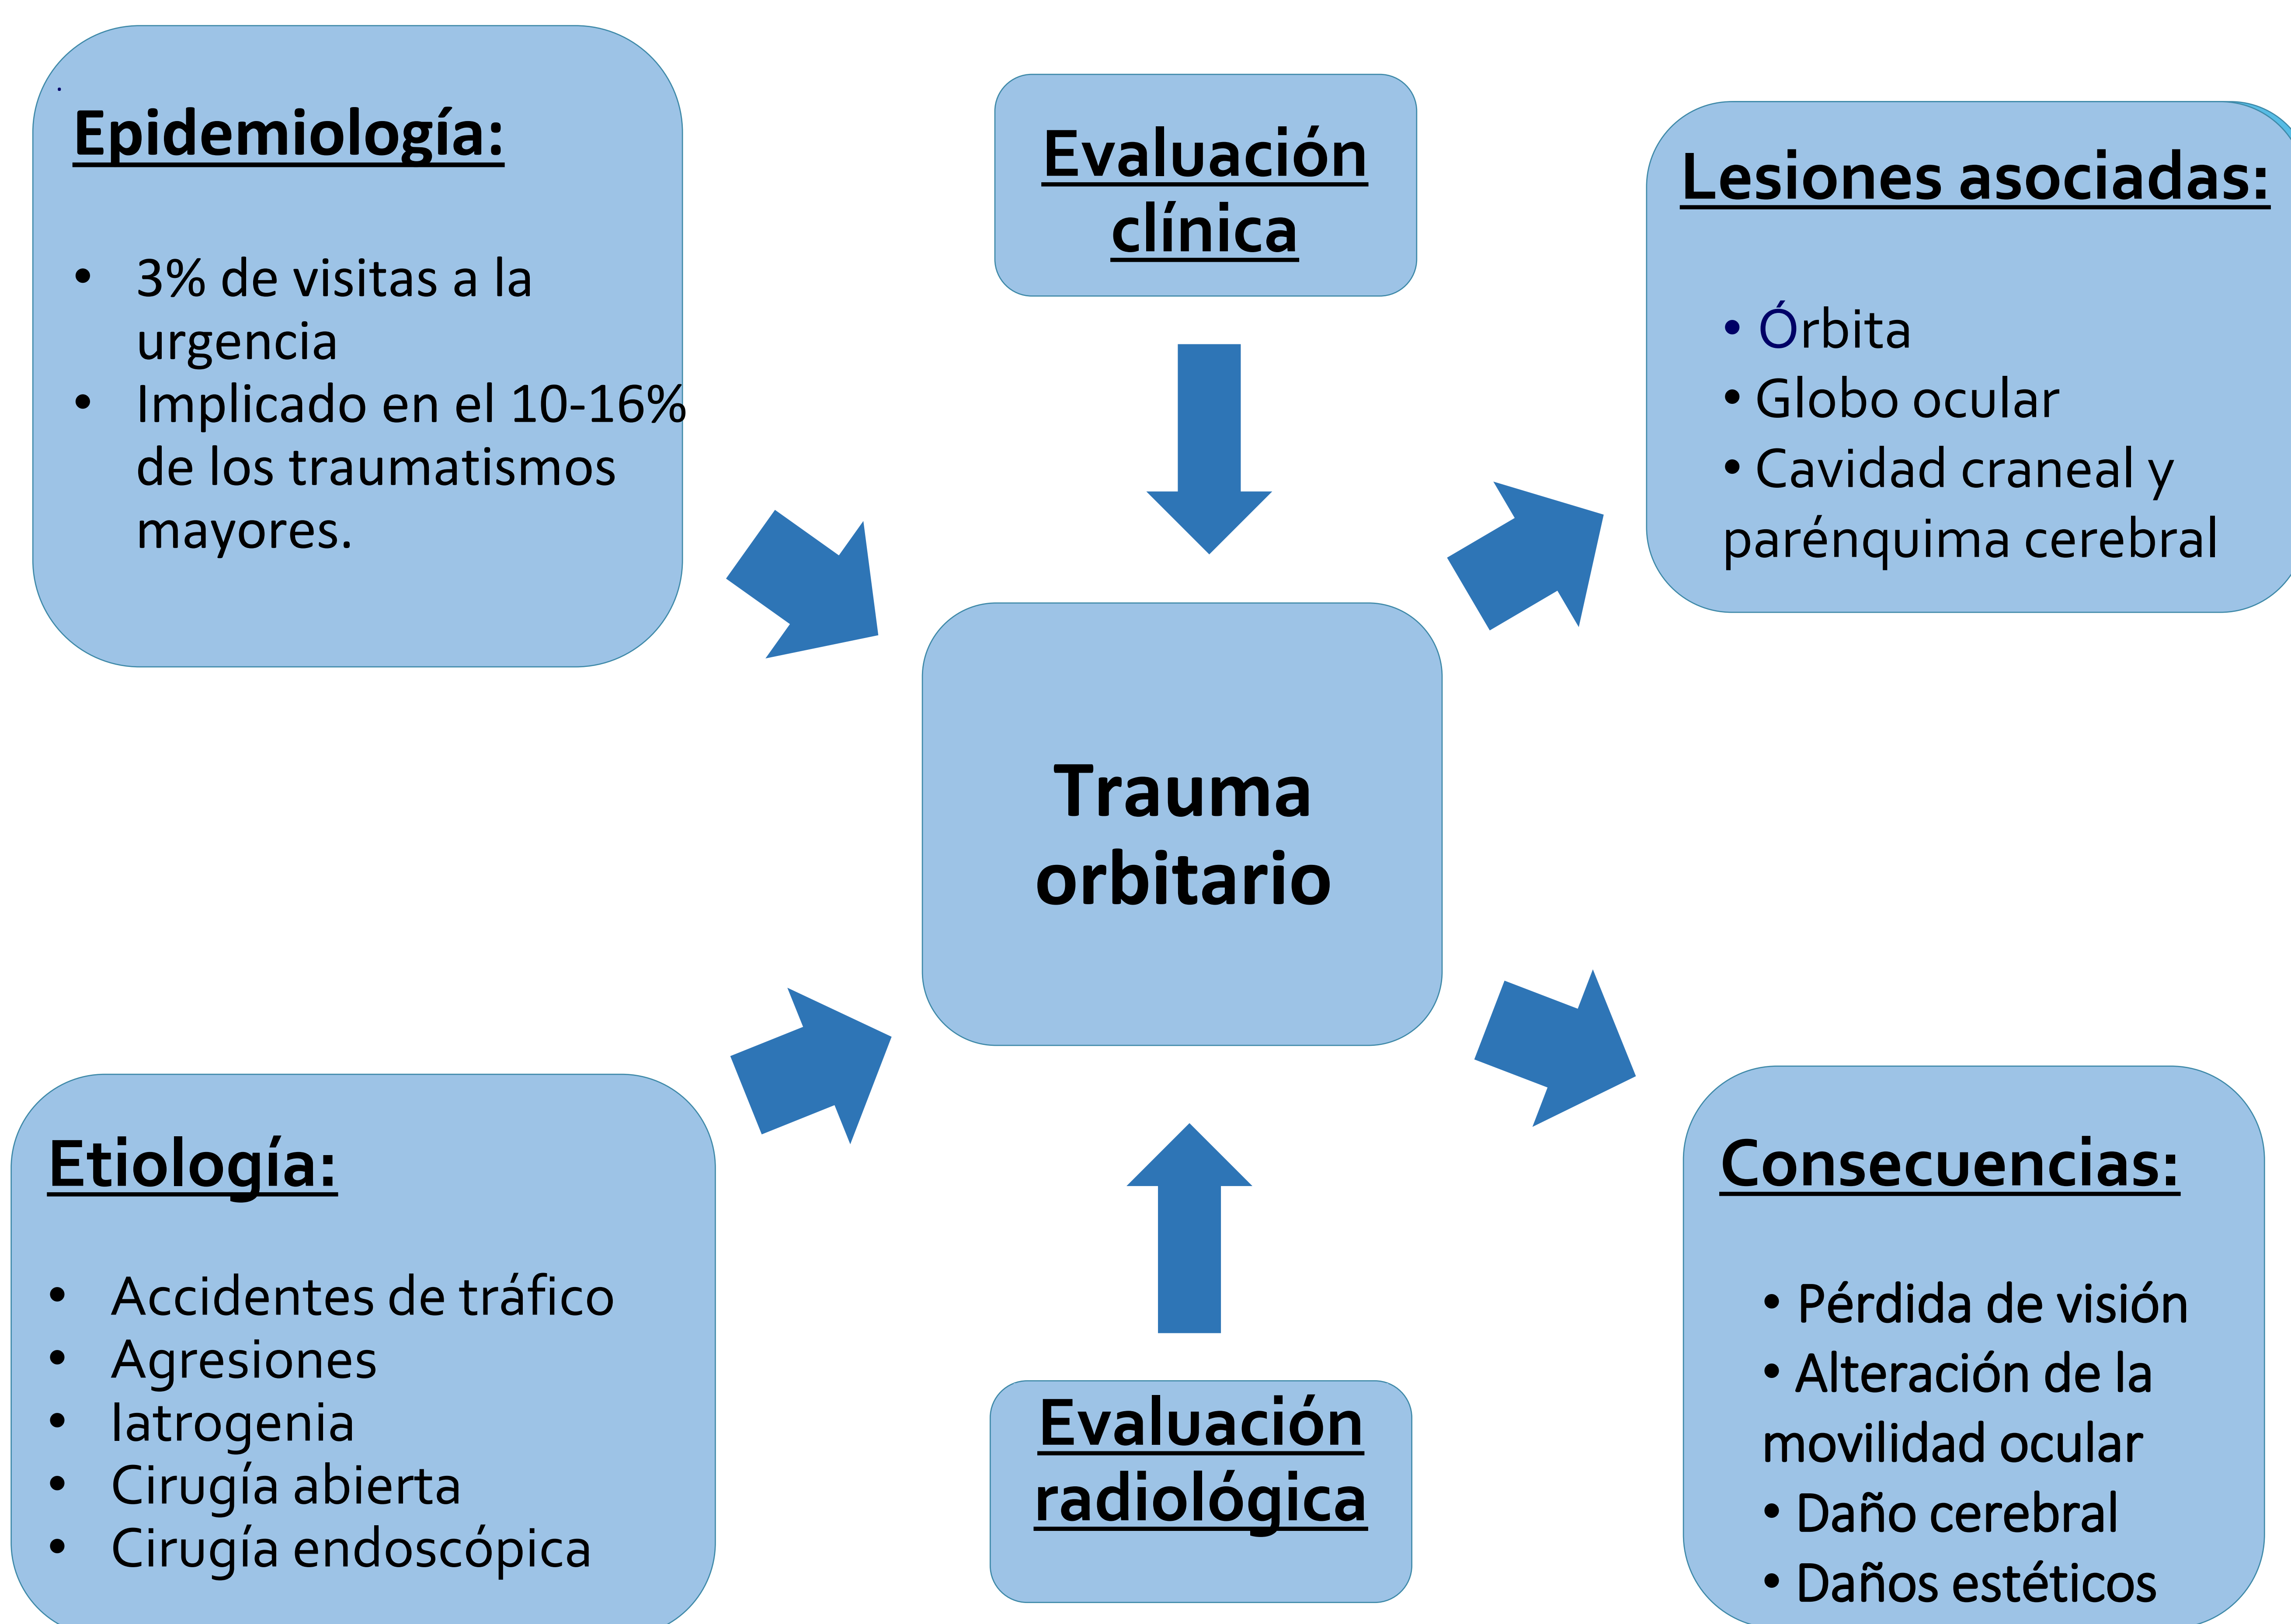 Epidemiología:
• 3% de visitas a la
urgencia
• Implicado en el 10-16%
de los traumatismos
mayores.
Evaluación
clínica
Lesiones asociadas:
• Órbita
• Globo ocular
• Cavidad craneal y
parénquima cerebral
Trauma
orbitario
Etiología:
• Accidentes de tráfico
• Agresiones
• Iatrogenia
• Cirugía abierta
• Cirugía endoscópica
Evaluación
radiológica
Consecuencias:
• Pérdida de visión
• Alteración de la
movilidad ocular
• Daño cerebral
• Daños estéticos